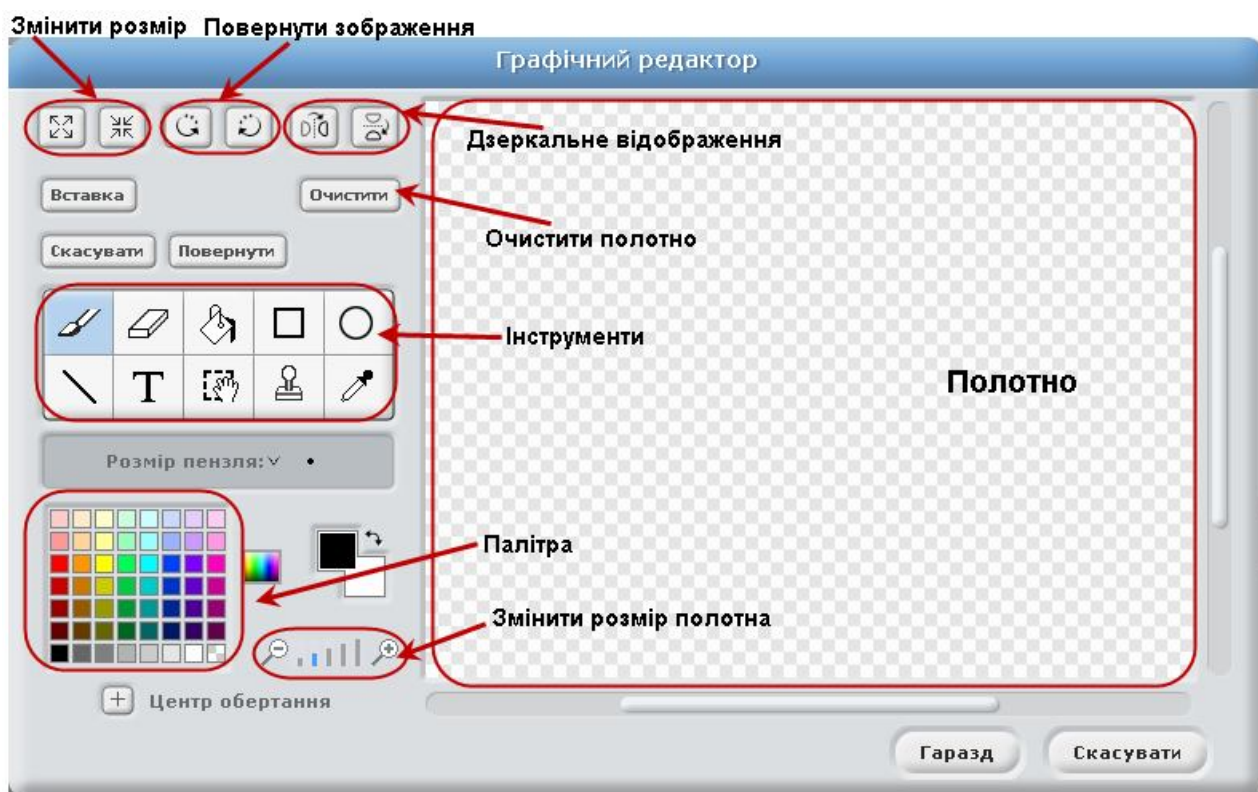 Змінити розмір Повернути зображення
Графічний редактор
Дзеркальне відображення
Вставка Очистити
Очистити полотно
Скасувати Повернути
Інструменти
T
Полотно
Розмір пензля:
Палітра
Змінити розмір полотна
Центр обертання
Гаразд Скасувати